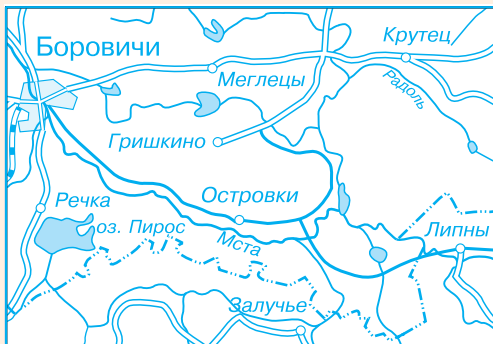 Боровичи
Крутец
Меглецы
Радоль
Гришкино
Речка
Островки
оз. Пирос
Мста
Липны
Залучье